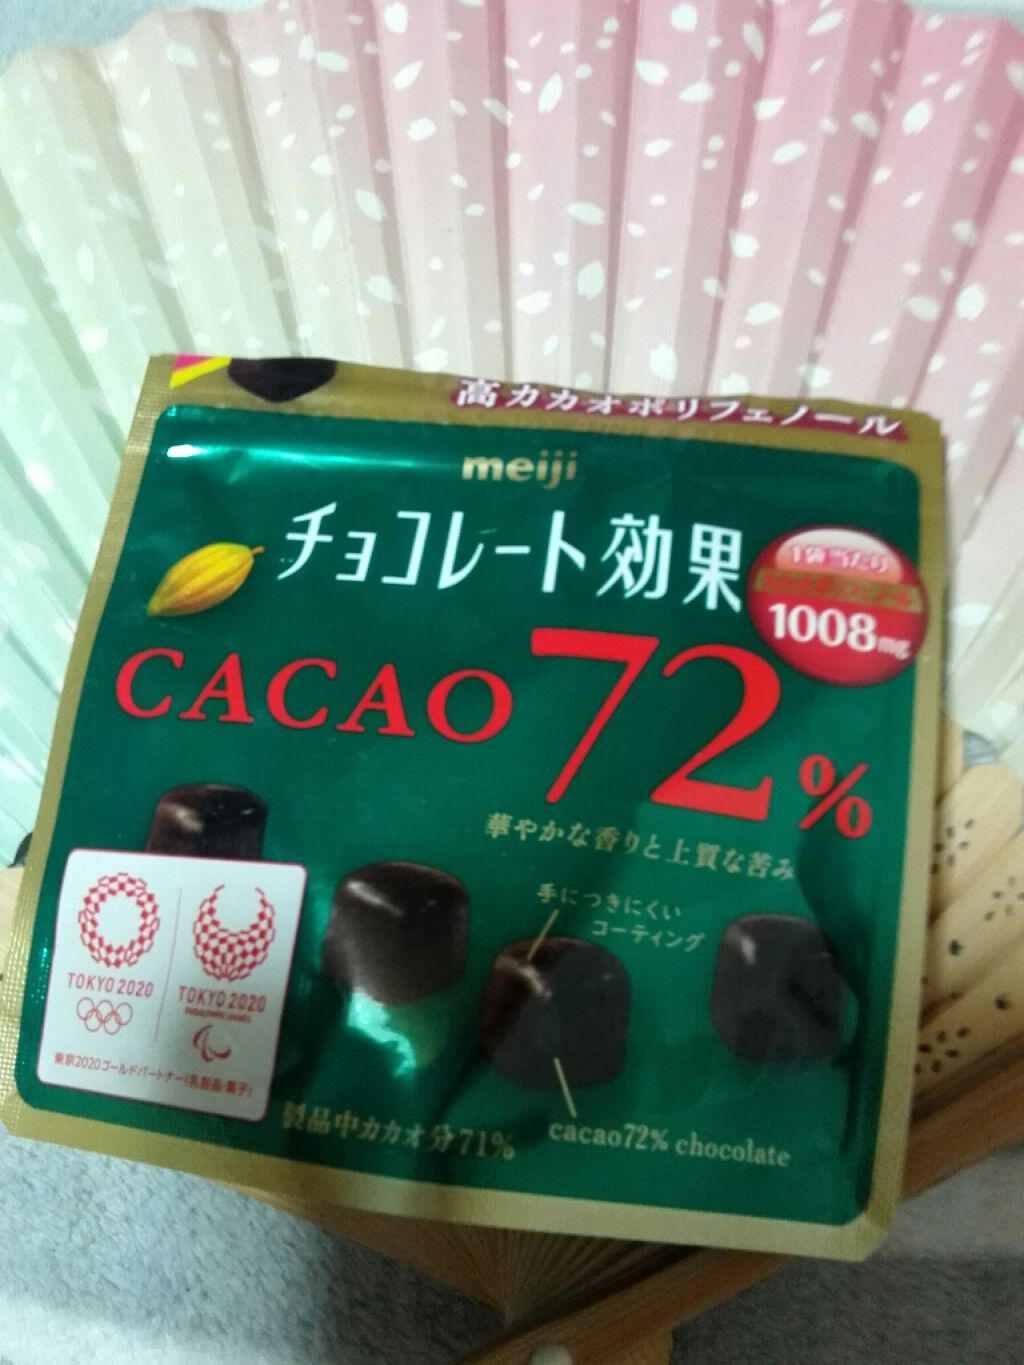 高カカオポリフェノール
meiji
チョコレート効果
1袋当たり
1008mg
CACAO 72%
華やかな香りと上質な苦み
手につきにくい
コーティング
TOKYO 2020
TOKYO 2020
PARALYMPIC GAMES
東京2020ゴールドパートナー(乳製品・菓子)
製品中カカオ分71%
cacao72% chocolate